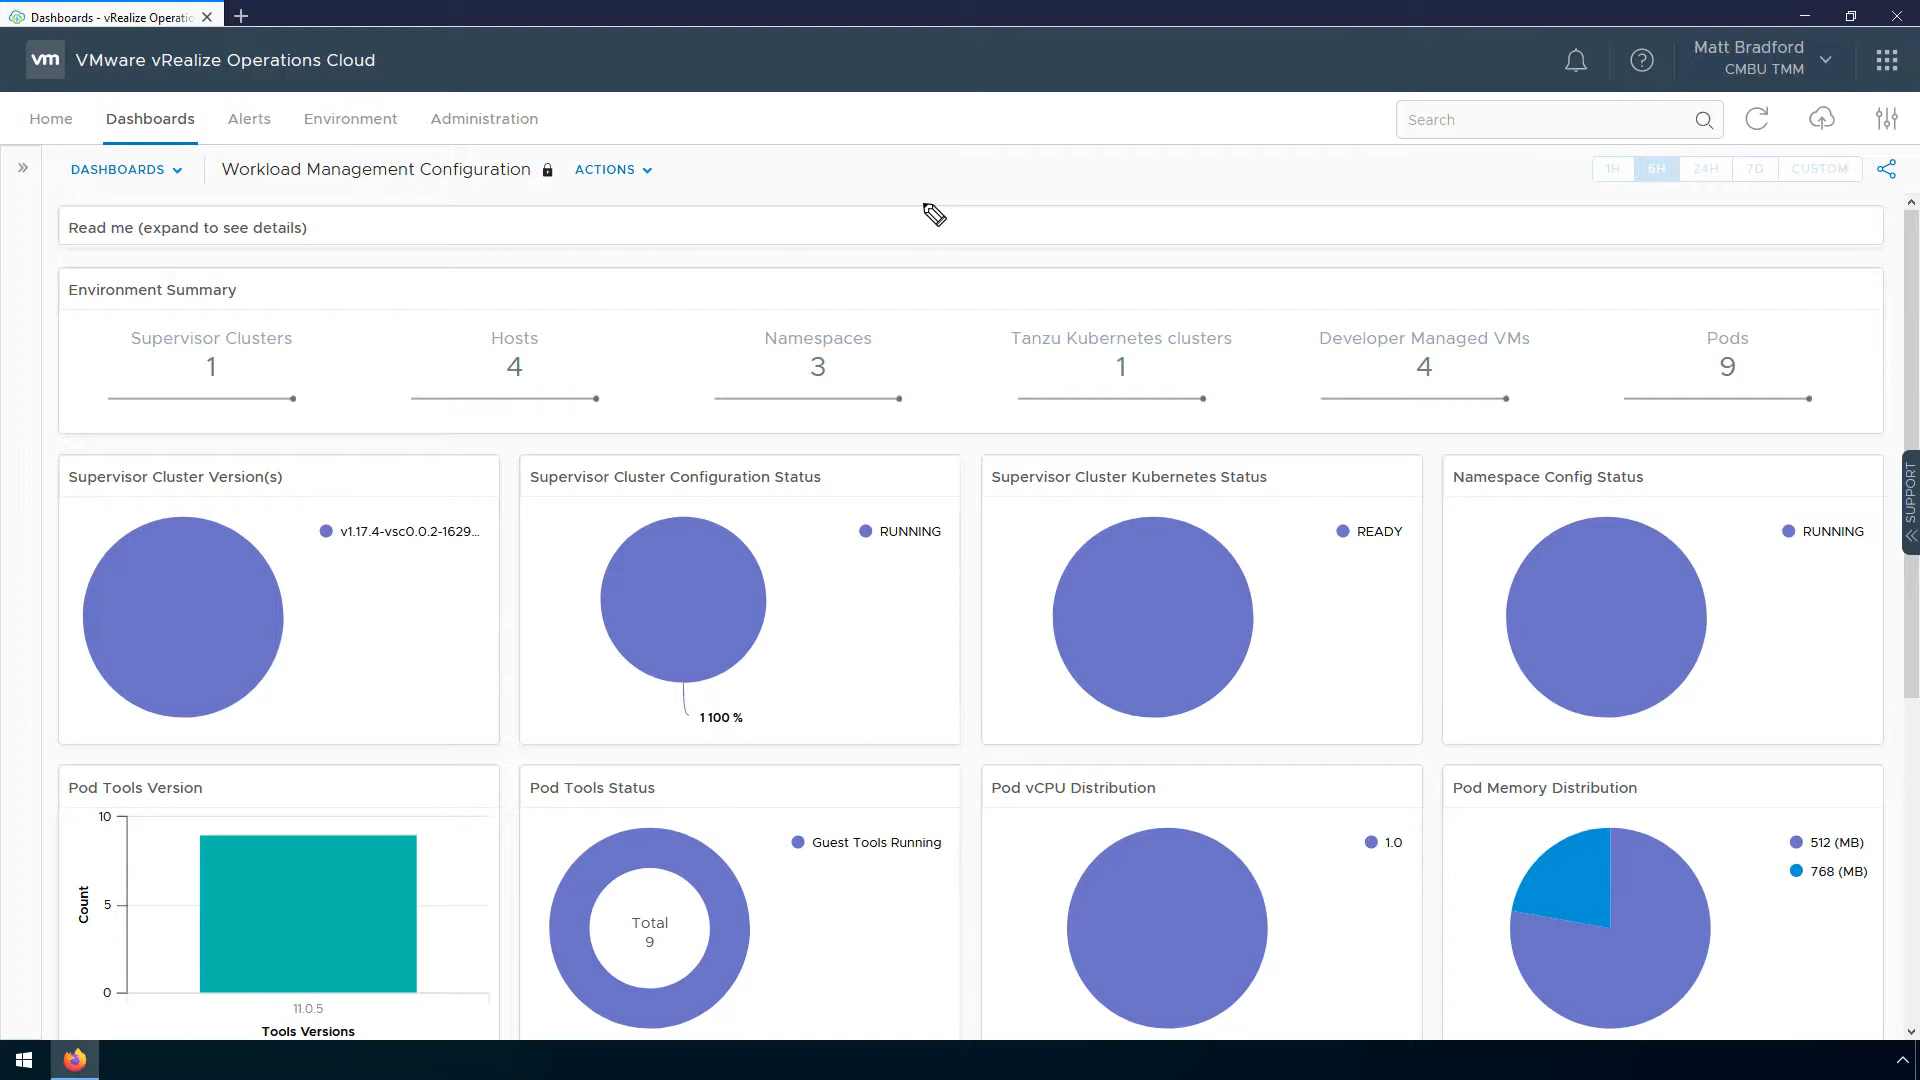 Dashboards - vRealize Operatio
vm VMware vRealize Operations Cloud
Matt Bradford
CMBU TMM
Home Dashboards Alerts Environment Administration
Search
DASHBOARDS Workload Management Configuration ACTIONS
1H 6H 24H 7D CUSTOM
Read me (expand to see details)
Environment Summary
Supervisor Clusters
1
Hosts
4
Namespaces
3
Tanzu Kubernetes clusters
1
Developer Managed VMs
4
Pods
9
Supervisor Cluster Version(s)
v1.17.4-vsc0.0.2-1629...
Supervisor Cluster Configuration Status
RUNNING
1 100 %
Supervisor Cluster Kubernetes Status
READY
Namespace Config Status
RUNNING
SUPPORT
Pod Tools Version
10
5
0
Count
11.0.5
Tools Versions
Pod Tools Status
Guest Tools Running
Total
9
Pod vCPU Distribution
1.0
Pod Memory Distribution
512 (MB)
768 (MB)